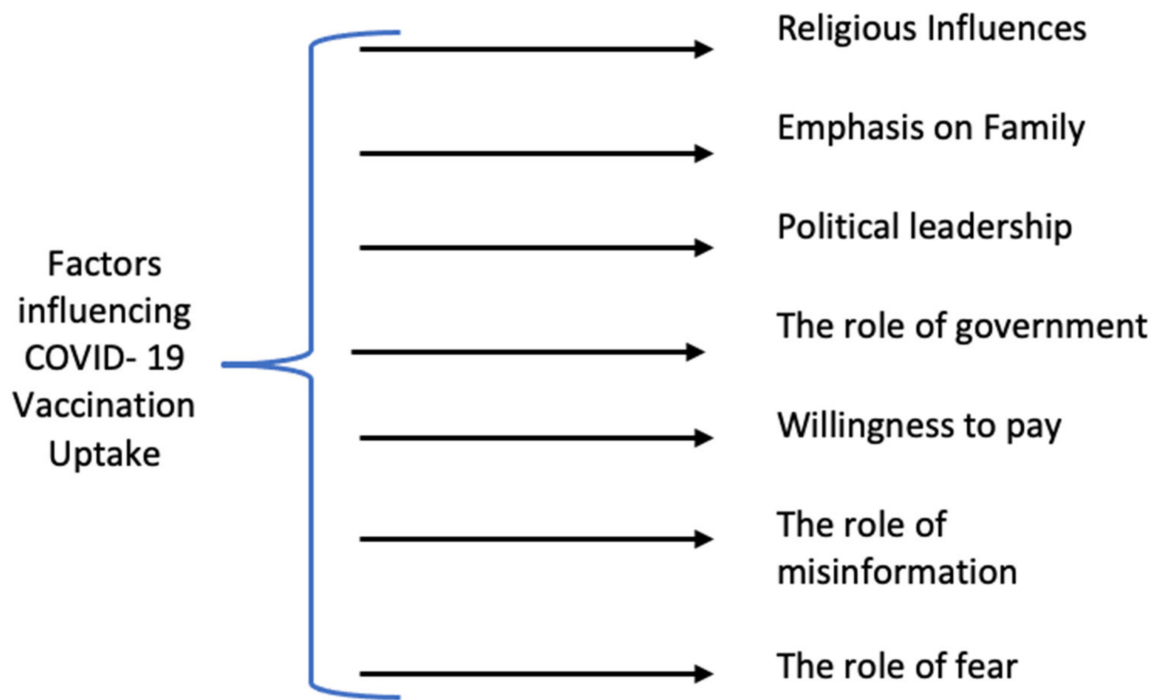 Factors
influencing
COVID- 19
Vaccination
Uptake
Religious Influences
Emphasis on Family
Political leadership
The role of government
Willingness to pay
The role of
misinformation
The role of fear